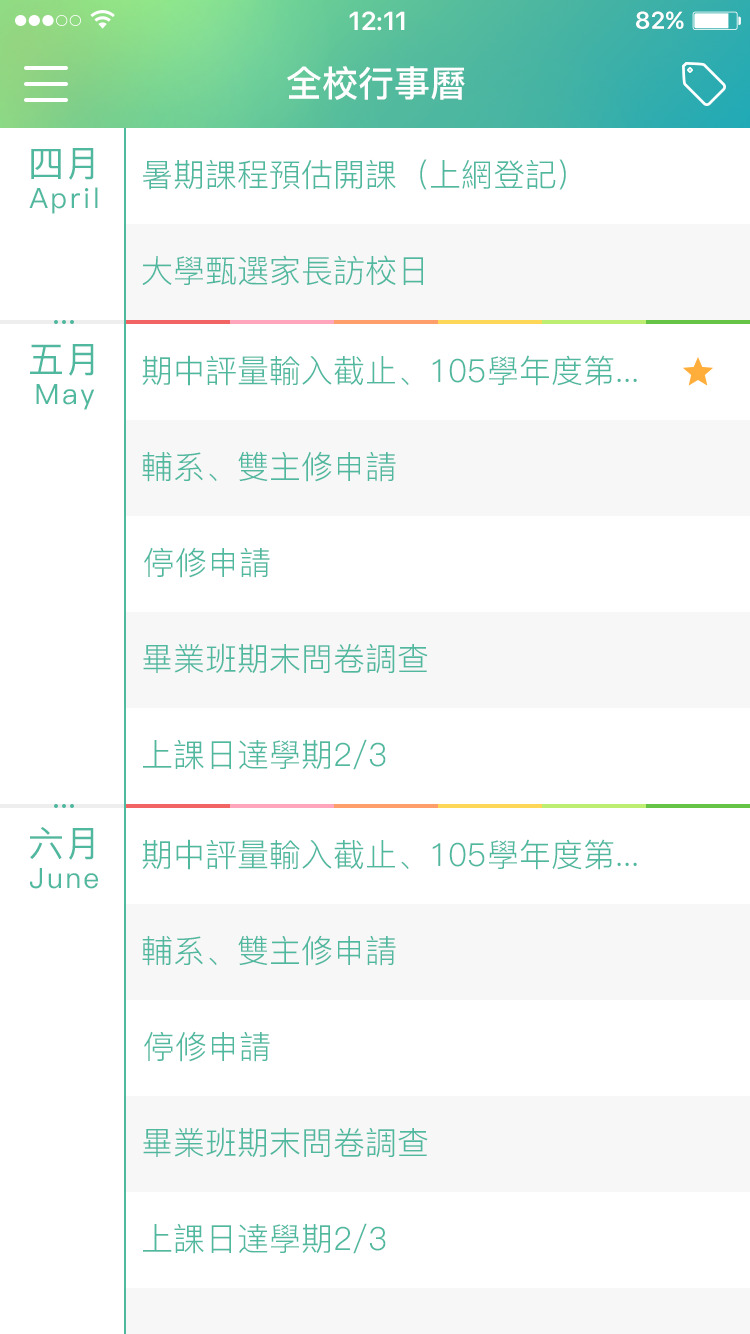 12:11
82%
全校行事曆
四月
April
暑期課程預估開課（上網登記）
大學甄選家長訪校日
五月
May
期中評量輸入截止、105學年度第...
輔系、雙主修申請
停修申請
畢業班期末問卷調查
上課日達學期2/3
六月
June
期中評量輸入截止、105學年度第...
輔系、雙主修申請
停修申請
畢業班期末問卷調查
上課日達學期2/3